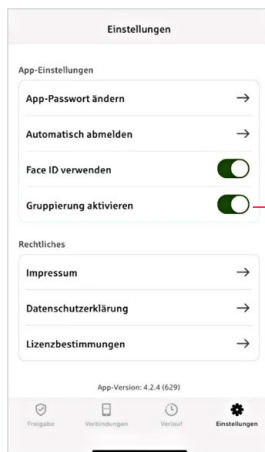 Einstellungen
App-Einstellungen
App-Passwort ändern
Automatisch abmelden
Face ID verwenden
Gruppierung aktivieren
Rechtliches
Impressum
Datenschutzerklärung
Lizenzbestimmungen
App-Version: 4.2.4 (629)
Freigabe Verbindungen Verlauf Einstellungen